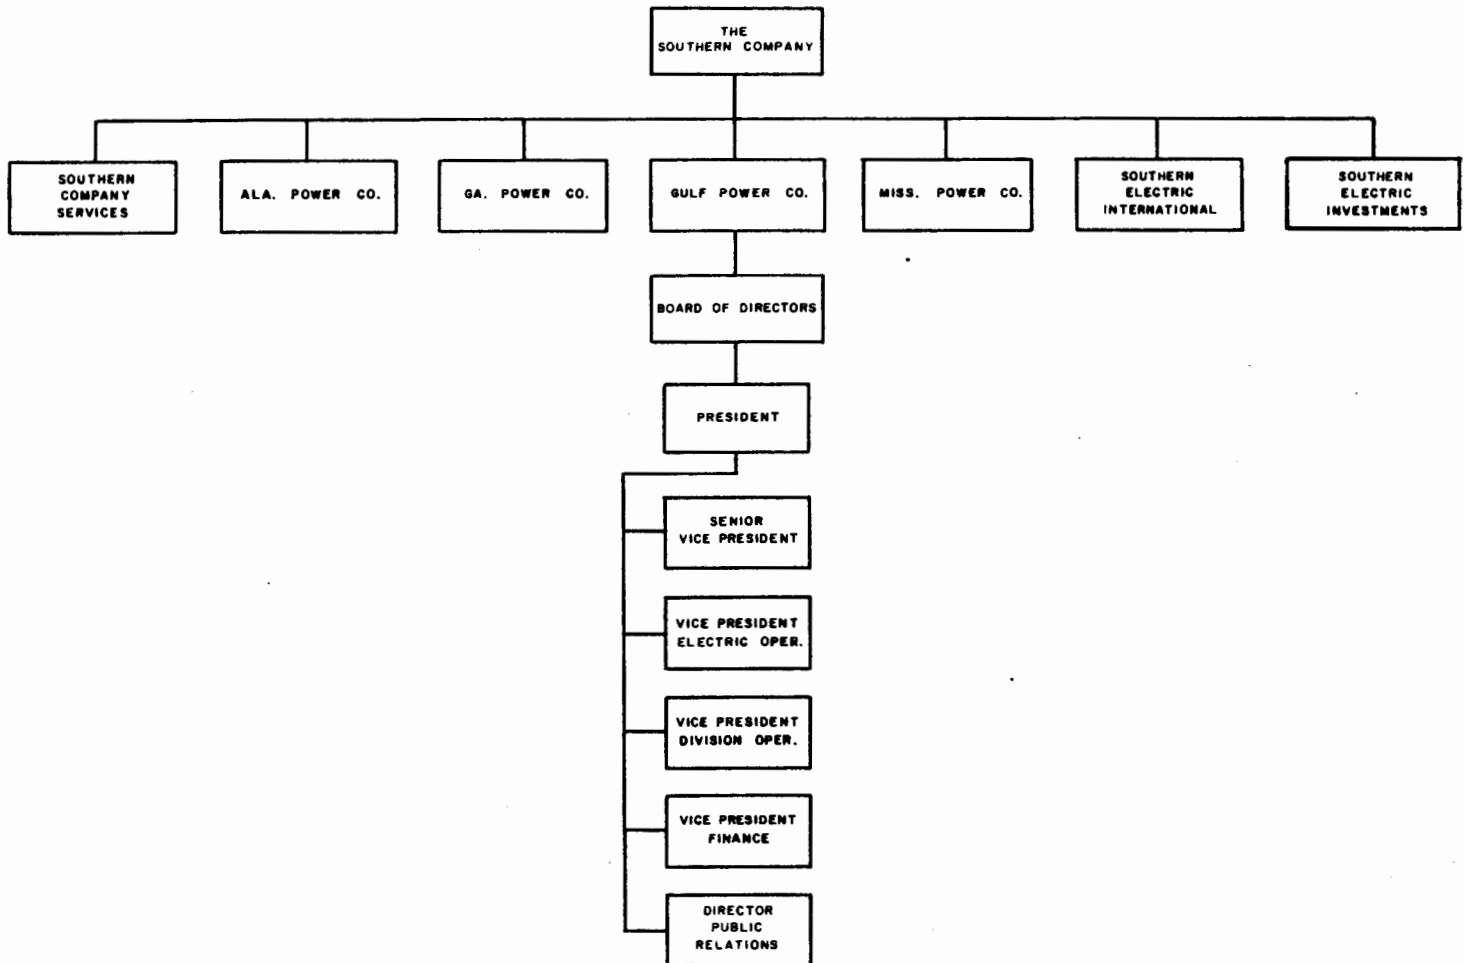 THE
SOUTHERN COMPANY
SOUTHERN
COMPANY
SERVICES
ALA. POWER CO.
GA. POWER CO.
GULF POWER CO.
MISS. POWER CO.
SOUTHERN
ELECTRIC
INTERNATIONAL
SOUTHERN
ELECTRIC
INVESTMENTS
BOARD OF DIRECTORS
PRESIDENT
SENIOR
VICE PRESIDENT
VICE PRESIDENT
ELECTRIC OPER.
VICE PRESIDENT
DIVISION OPER.
VICE PRESIDENT
FINANCE
DIRECTOR
PUBLIC
RELATIONS